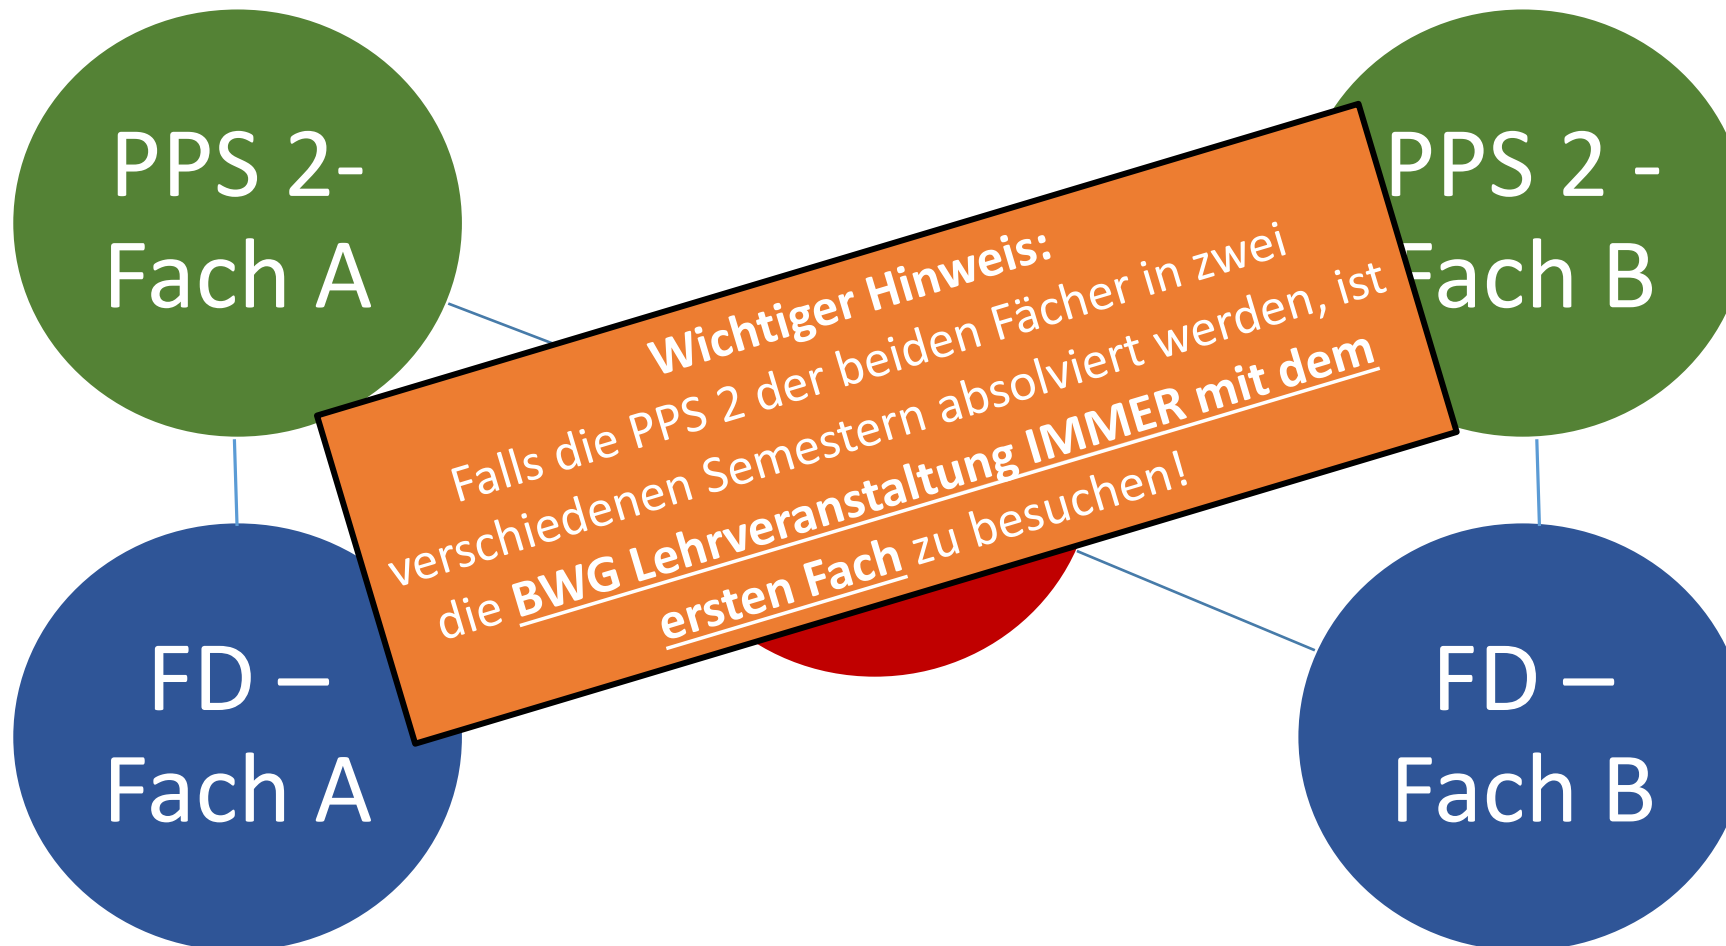 PPS 2-
Fach A
PPS 2 -
Fach B
Wichtiger Hinweis:
Falls die PPS 2 der beiden Fächer in zwei
verschiedenen Semestern absolviert werden, ist
die BWG Lehrveranstaltung IMMER mit dem
ersten Fach zu besuchen!
FD –
Fach A
FD –
Fach B